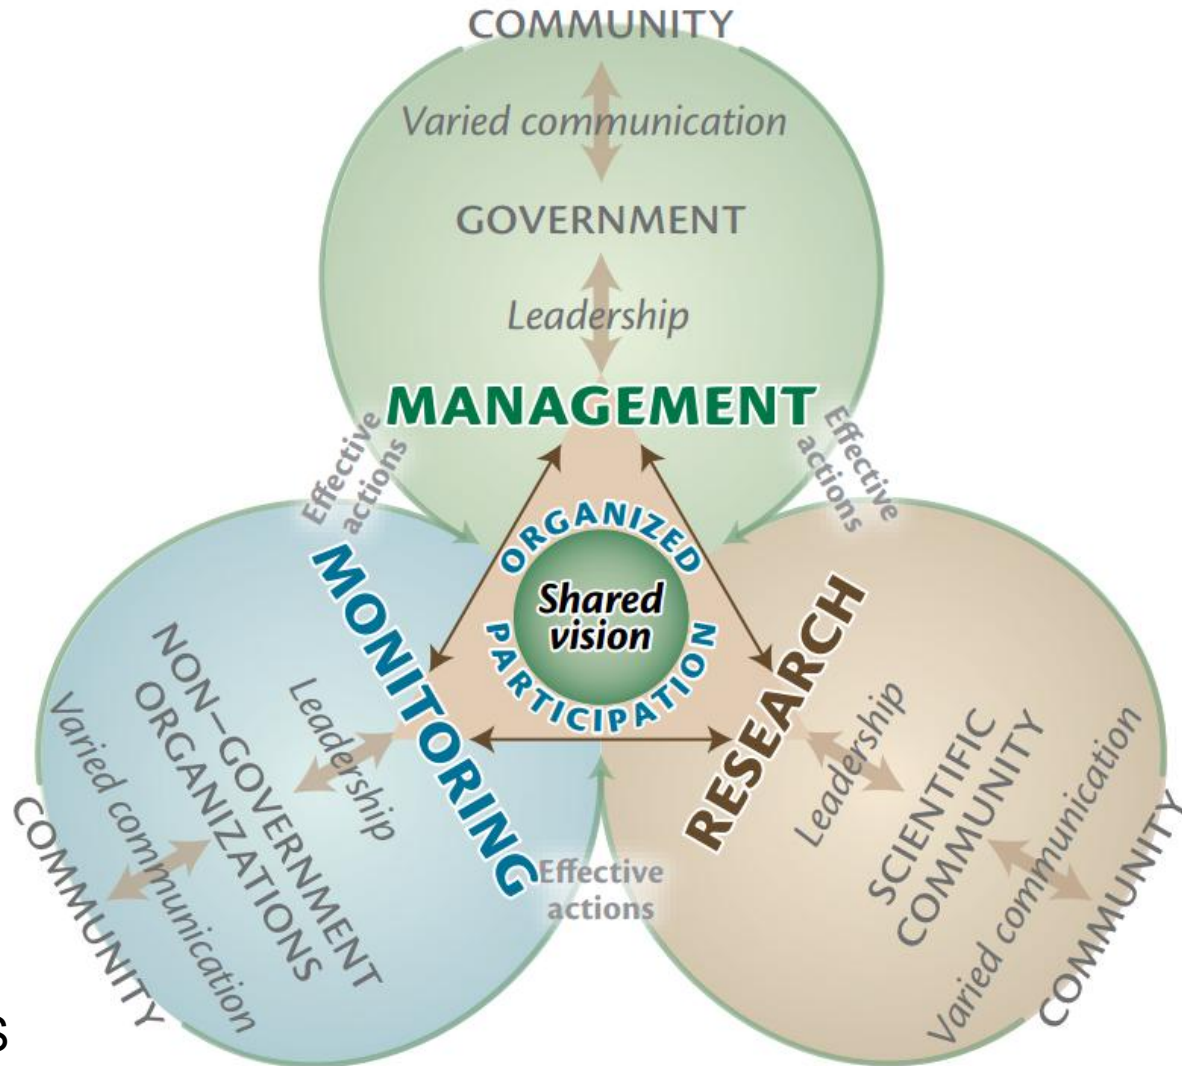 COMMUNITY
Varied communication
GOVERNMENT
Leadership
MANAGEMENT
Effective
actions
Effective
actions
ORGANIZED
Shared
vision
PARTICIPATION
MONITORING
Leadership
NON–GOVERNMENT
ORGANIZATIONS
Varied communication
COMMUNITY
RESEARCH
Leadership
SCIENTIFIC
COMMUNITY
Varied communication
COMMUNITY
Effective
actions
s